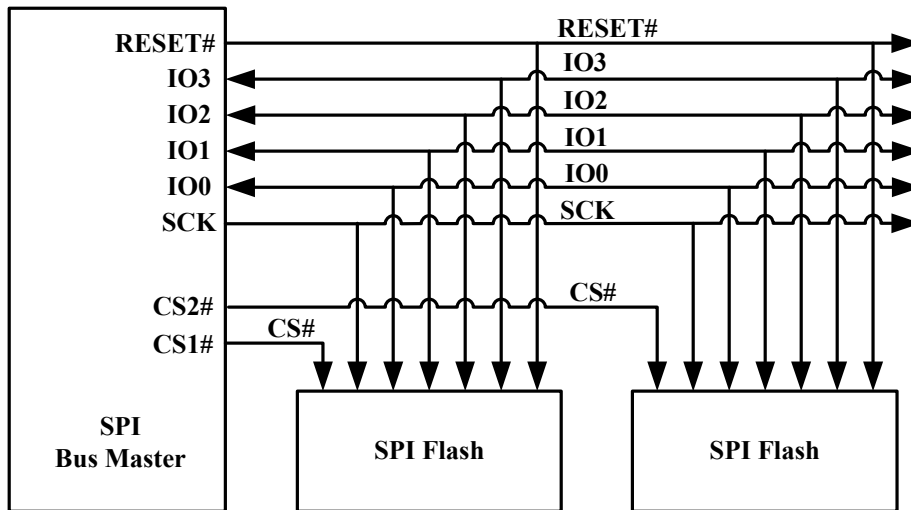 RESET#
RESET#
IO3
IO3
IO2
IO2
IO1
IO1
IO0
IO0
SCK
SCK
CS2#
CS#
CS1#
CS#
SPI
Bus Master
SPI Flash
SPI Flash